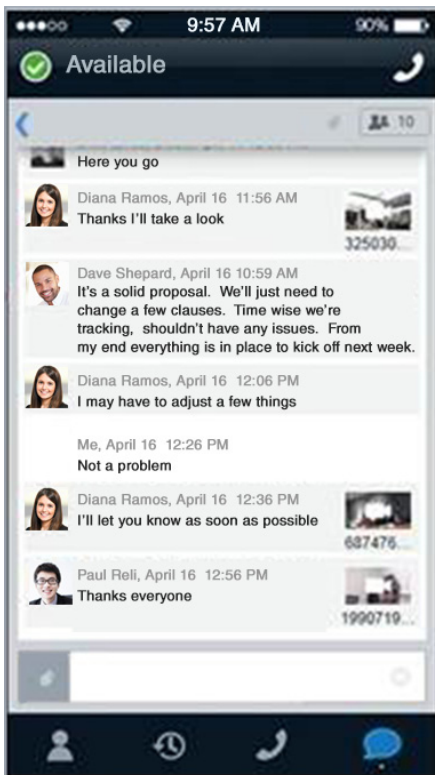 9:57 AM
90%
Available
10
Here you go
Diana Ramos, April 16 11:56 AM
Thanks I'll take a look
325030...
Dave Shepard, April 16 10:59 AM
It's a solid proposal. We'll just need to
change a few clauses. Time wise we're
tracking, shouldn't have any issues. From
my end everything is in place to kick off next week.
Diana Ramos, April 16 12:06 PM
I may have to adjust a few things
Me, April 16 12:26 PM
Not a problem
Diana Ramos, April 16 12:36 PM
I'll let you know as soon as possible
687476...
Paul Reli, April 16 12:56 PM
Thanks everyone
1990719...